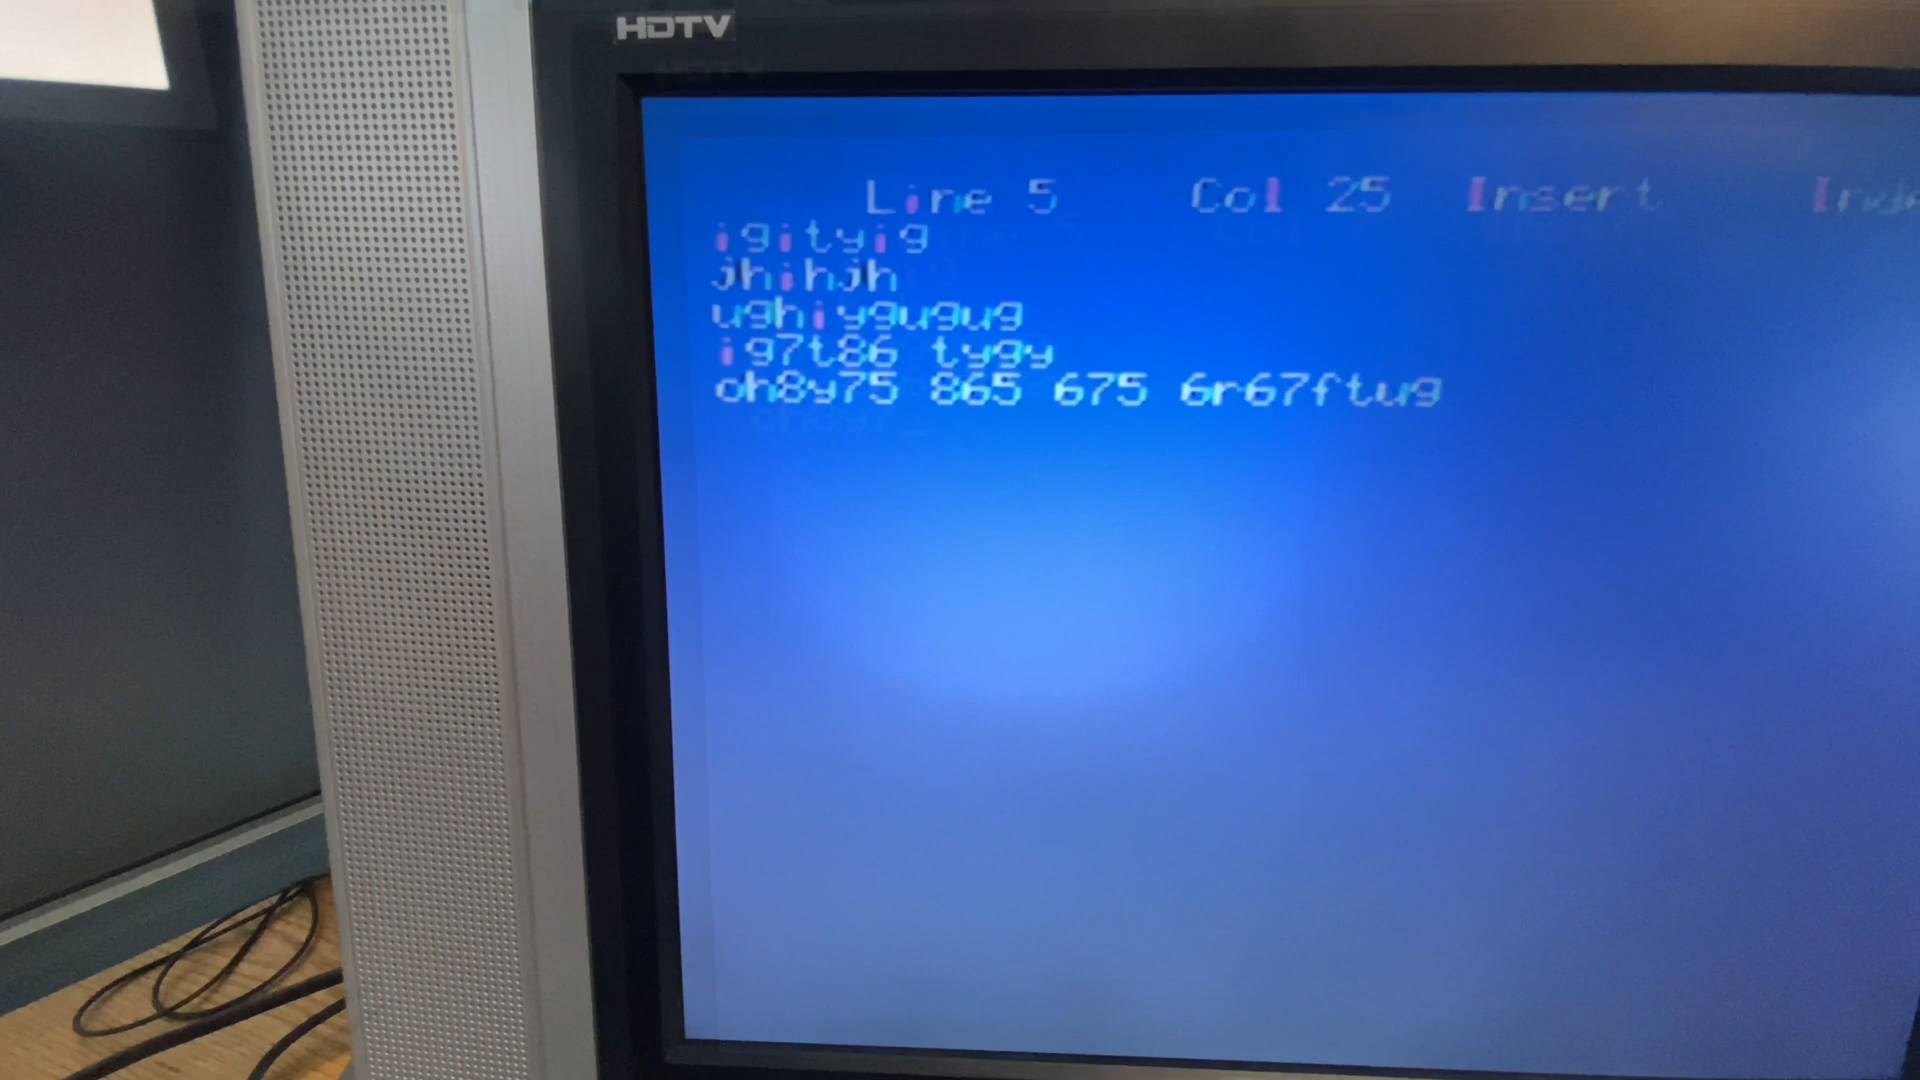 HDTV
Line 5 Col 25 Insert
igityig
jhihjh
ughiygugug
ig7t86 tygy
oh8y75 865 675 6r67ftug